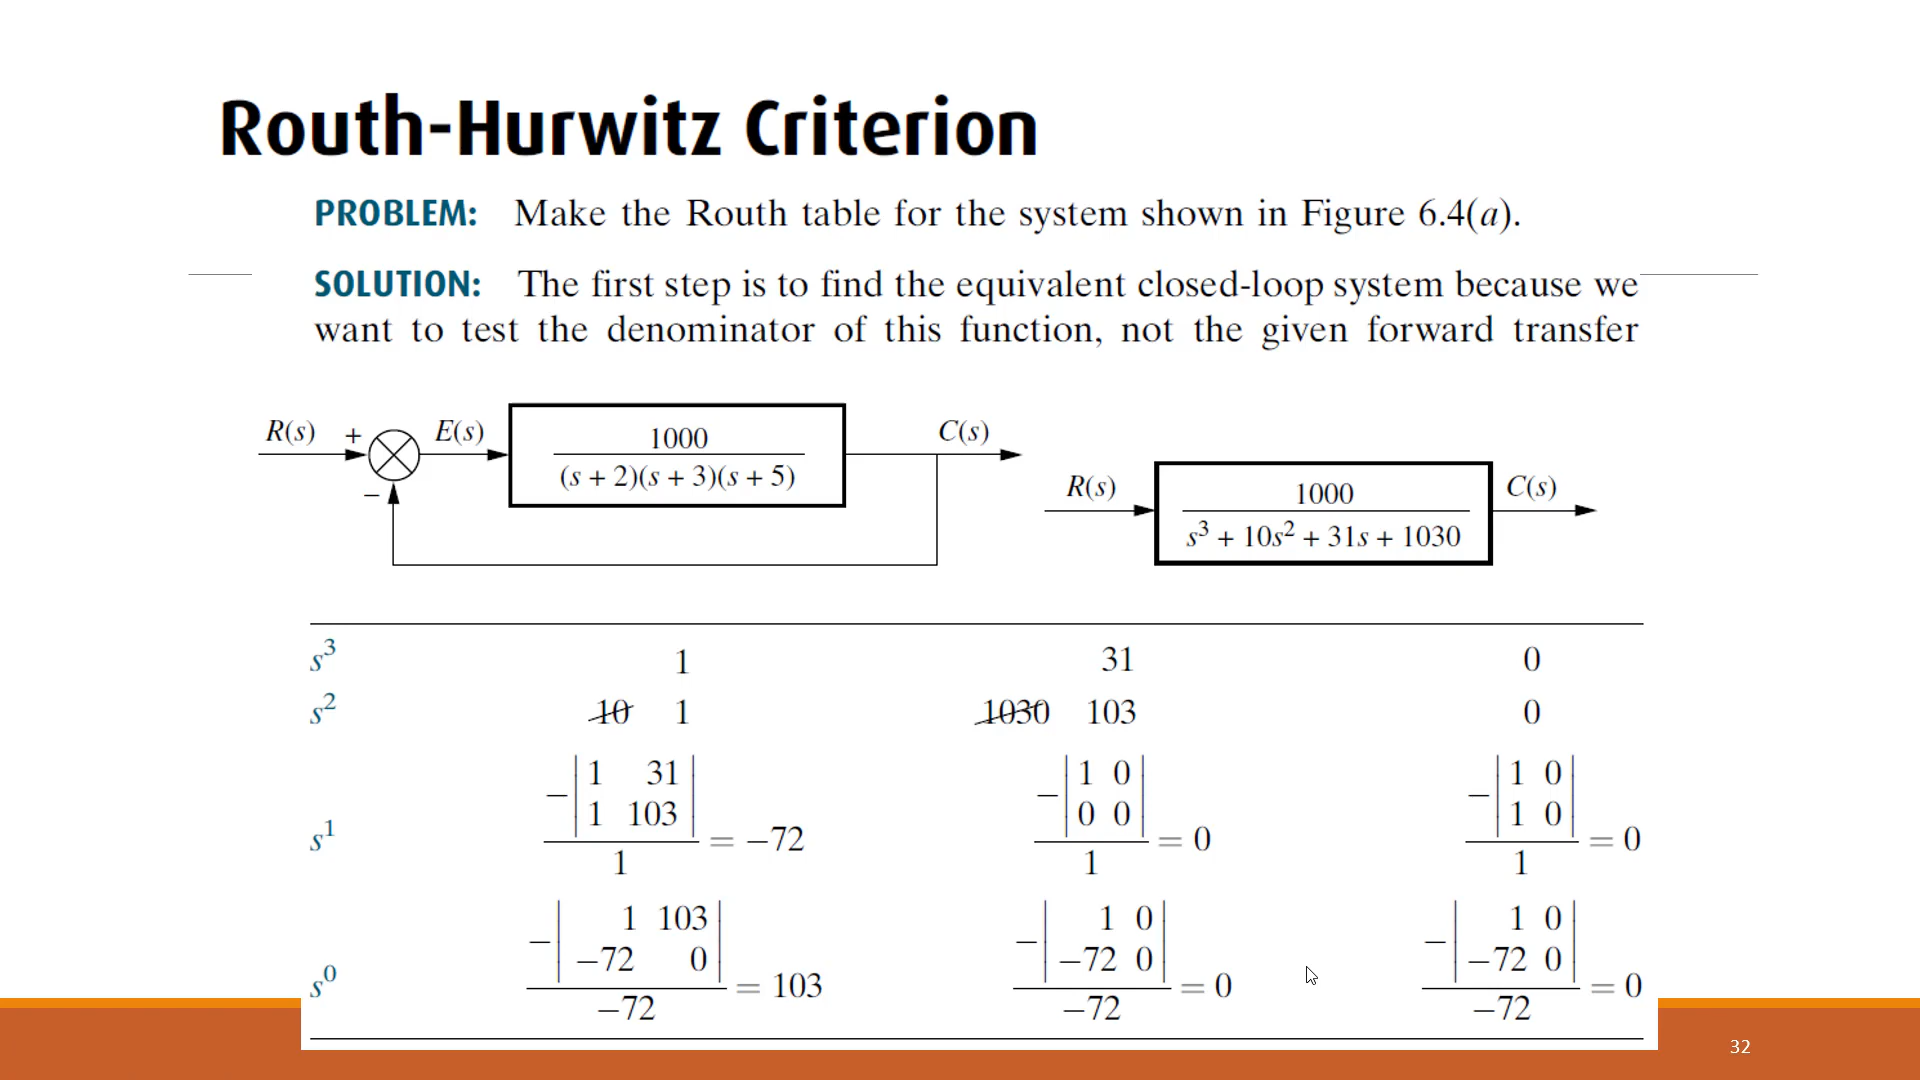 Routh-Hurwitz Criterion
PROBLEM: Make the Routh table for the system shown in Figure 6.4(a).
SOLUTION: The first step is to find the equivalent closed-loop system because we
want to test the denominator of this function, not the given forward transfer
R(s) + E(s) 1000 C(s)
(s + 2)(s + 3)(s + 5)
−
R(s) 1000 C(s)
s³ + 10s² + 31s + 1030
s³ 1 31 0
s² 10 1 1030 103 0
−|1 31| −|1 0| −|1 0|
|1 103| |0 0| |1 0|
s¹ = −72 = 0 = 0
1 1 1
−|1 103| −|1 0| −|1 0|
|−72 0| |−72 0| |−72 0|
s⁰ = 103 = 0 = 0
−72 −72 −72
32